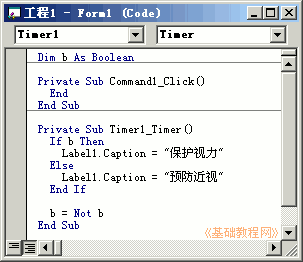 工程1 - Form1 (Code)
Timer1 Timer
Dim b As Boolean
Private Sub Command1_Click()
End
End Sub
Private Sub Timer1_Timer()
If b Then
Label1.Caption = "保护视力"
Else
Label1.Caption = "预防近视"
End If
b = Not b
End Sub
《基础教程网》